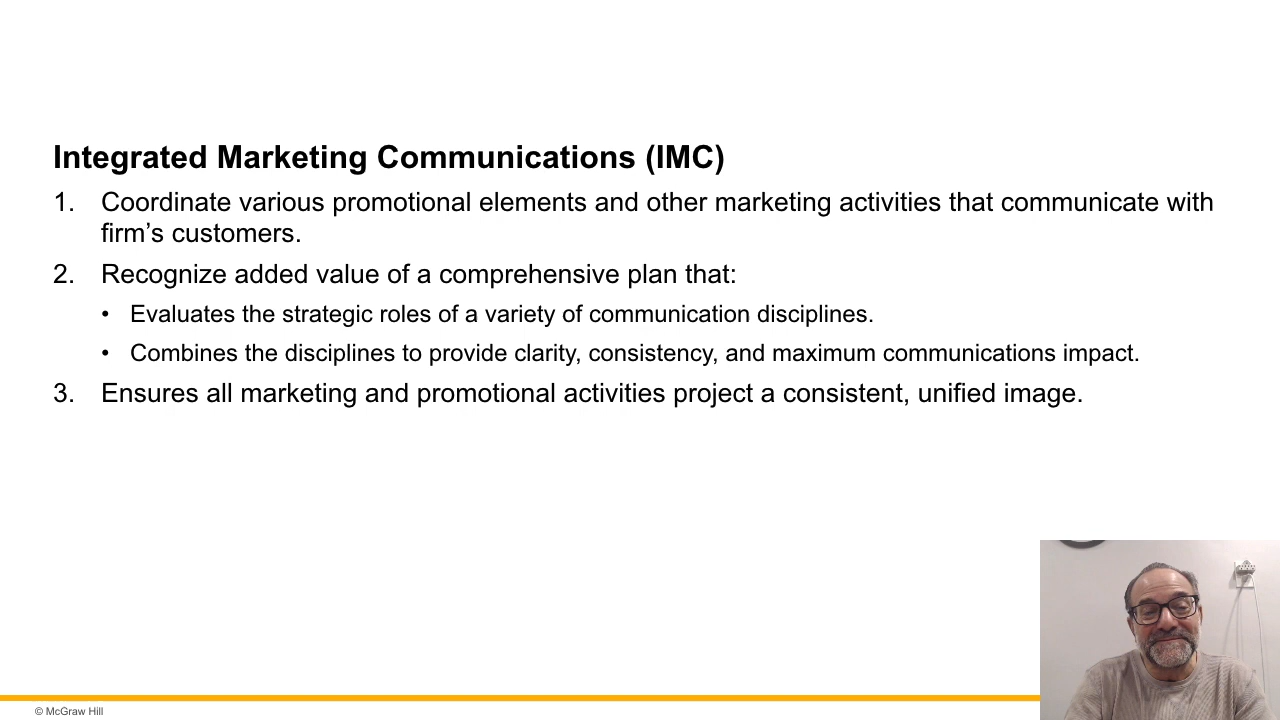 Integrated Marketing Communications (IMC)
1. Coordinate various promotional elements and other marketing activities that communicate with
firm’s customers.
2. Recognize added value of a comprehensive plan that:
• Evaluates the strategic roles of a variety of communication disciplines.
• Combines the disciplines to provide clarity, consistency, and maximum communications impact.
3. Ensures all marketing and promotional activities project a consistent, unified image.
© McGraw Hill